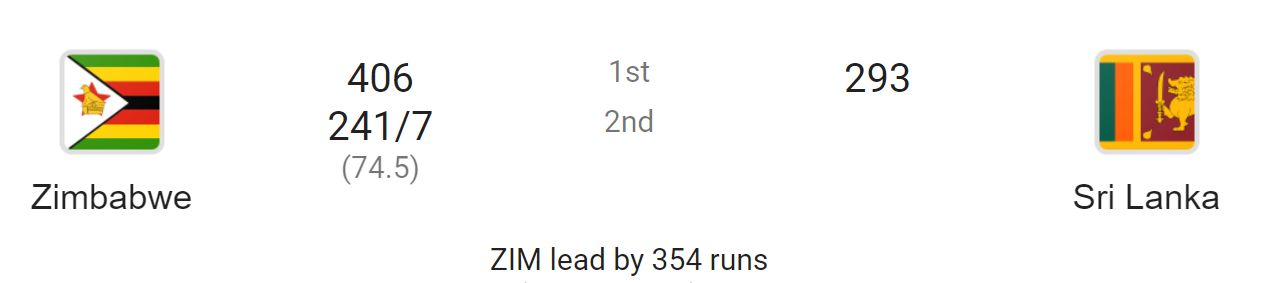 406 1st 293
241/7 2nd
(74.5)
Zimbabwe Sri Lanka
ZIM lead by 354 runs